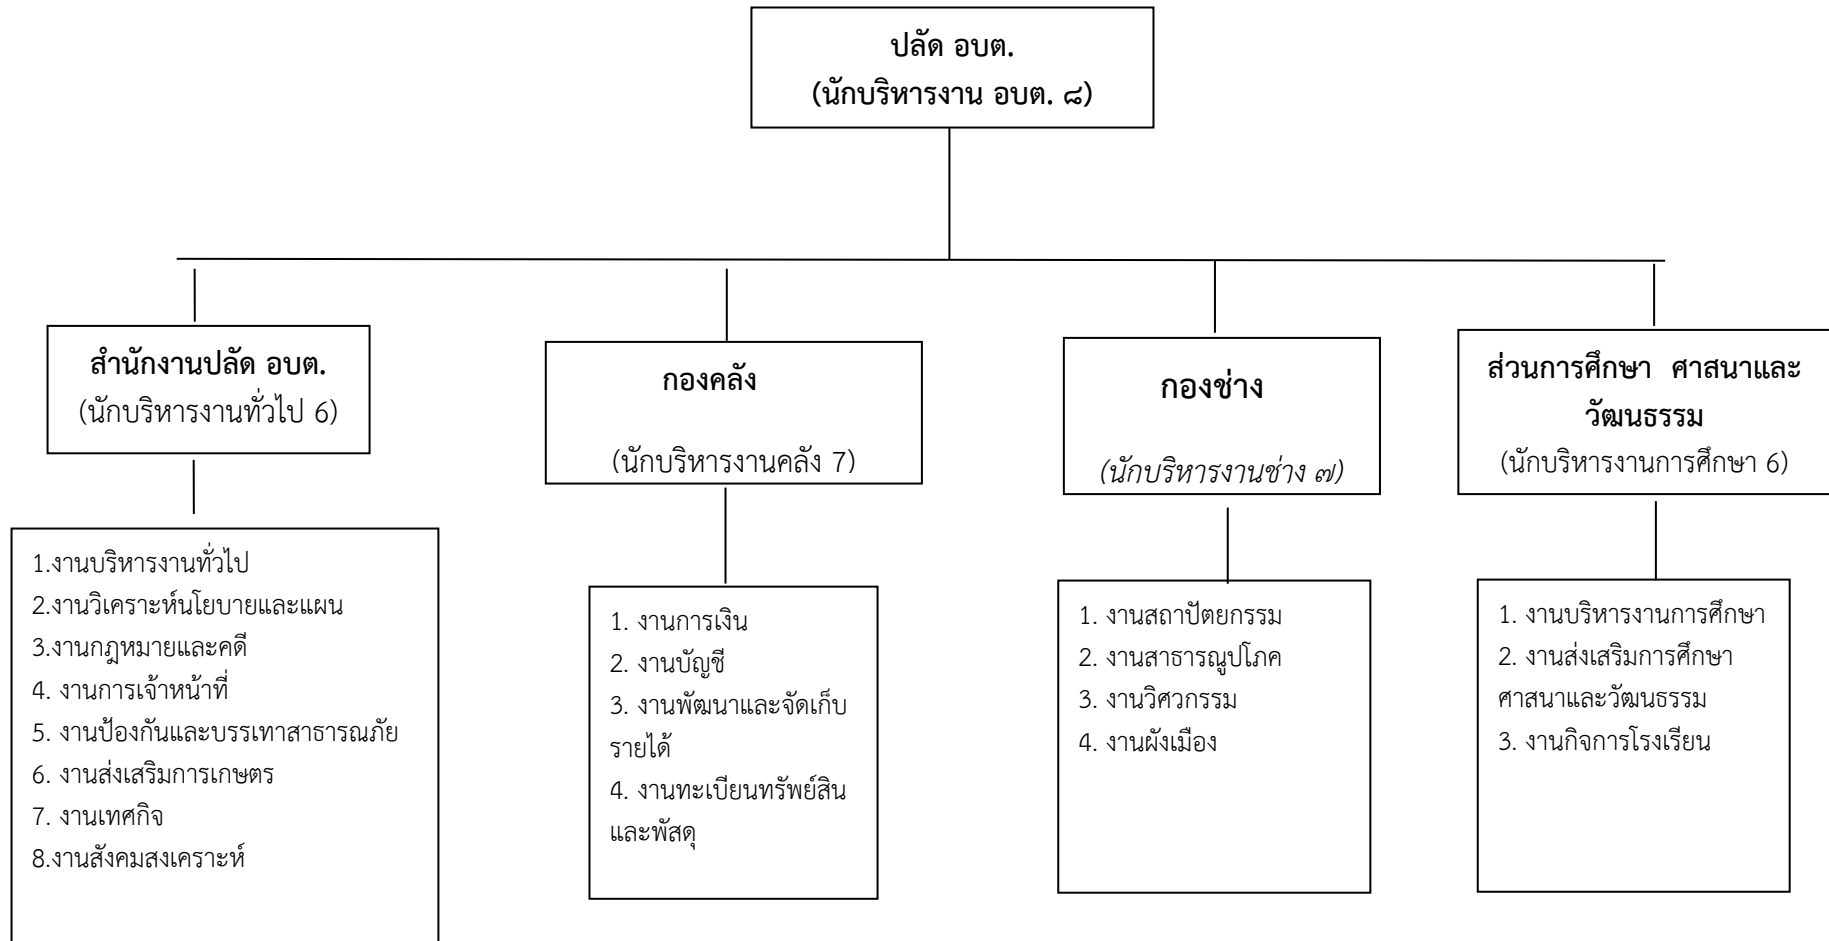 ปลัด อบต.
(นักบริหารงาน อบต. ๘)
สำนักงานปลัด อบต.
(นักบริหารงานทั่วไป 6)
กองคลัง
(นักบริหารงานคลัง 7)
กองช่าง
(นักบริหารงานช่าง ๗)
ส่วนการศึกษา ศาสนาและ
วัฒนธรรม
(นักบริหารงานการศึกษา 6)
1.งานบริหารงานทั่วไป
2.งานวิเคราะห์นโยบายและแผน
3.งานกฎหมายและคดี
4. งานการเจ้าหน้าที่
5. งานป้องกันและบรรเทาสาธารณภัย
6. งานส่งเสริมการเกษตร
7. งานเทศกิจ
8.งานสังคมสงเคราะห์
1. งานการเงิน
2. งานบัญชี
3. งานพัฒนาและจัดเก็บ
รายได้
4. งานทะเบียนทรัพย์สิน
และพัสดุ
1. งานสถาปัตยกรรม
2. งานสาธารณูปโภค
3. งานวิศวกรรม
4. งานผังเมือง
1. งานบริหารงานการศึกษา
2. งานส่งเสริมการศึกษา
ศาสนาและวัฒนธรรม
3. งานกิจการโรงเรียน